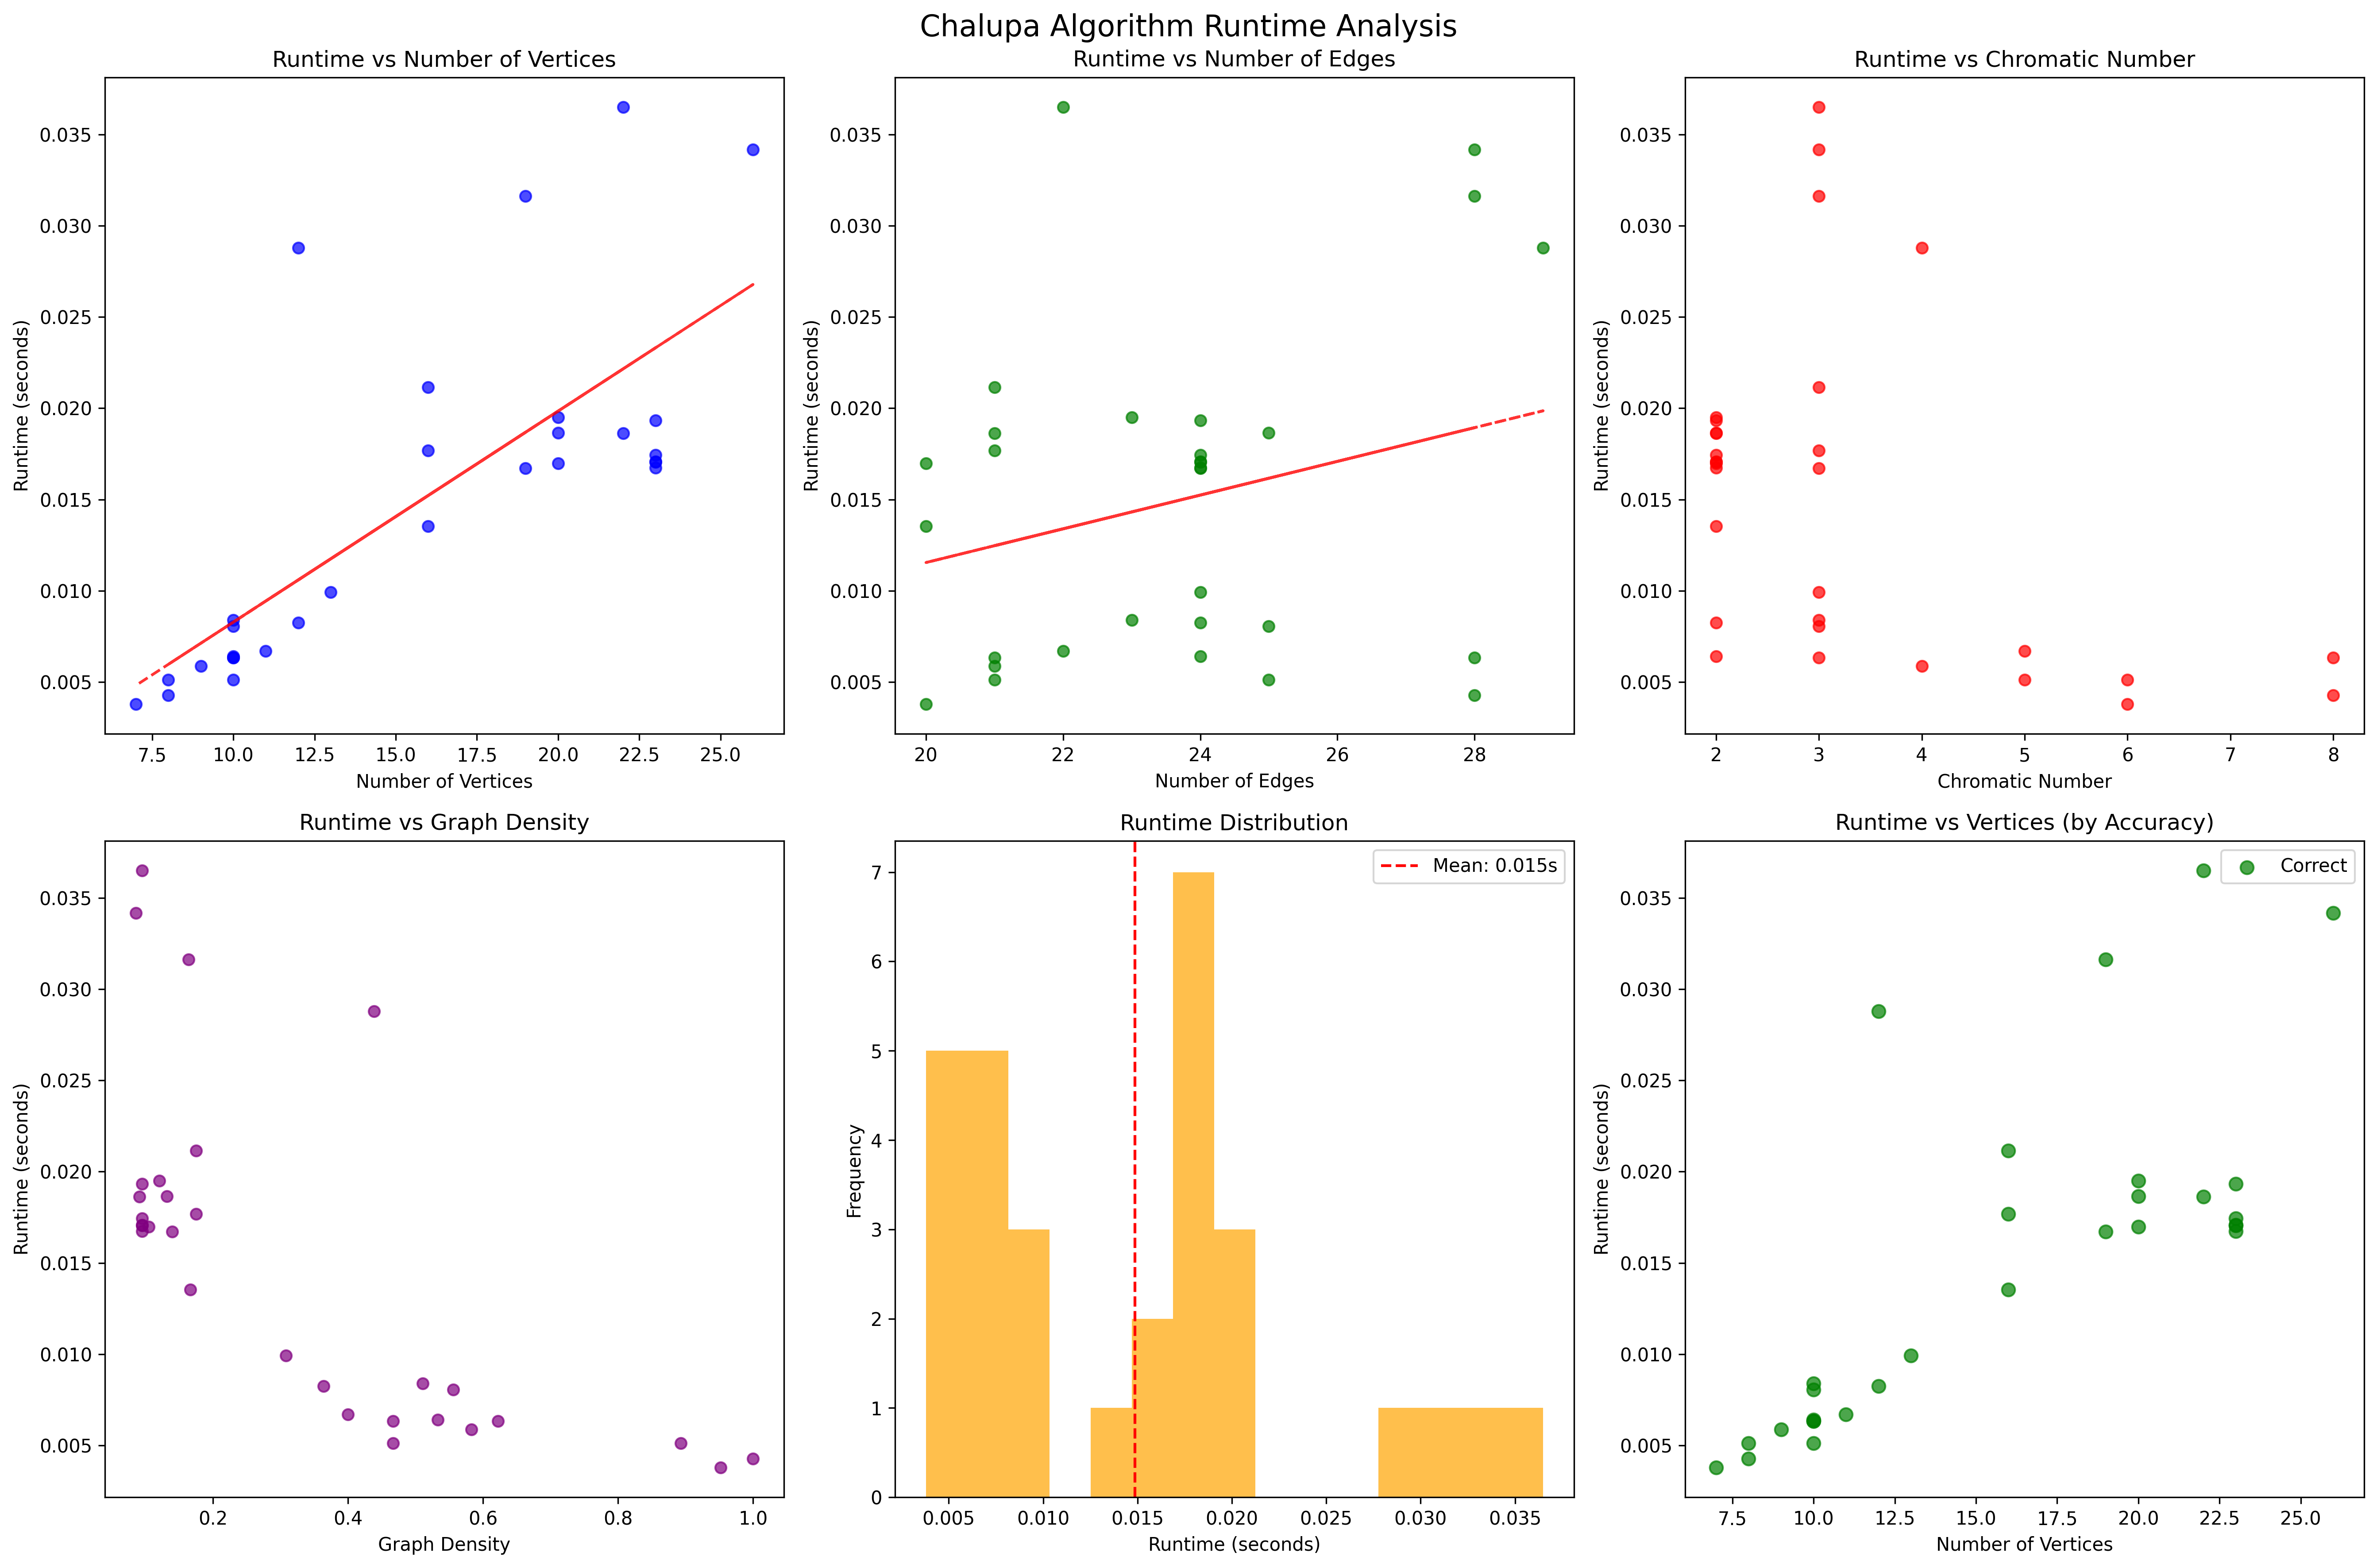 Chalupa Algorithm Runtime Analysis
Runtime vs Number of Vertices
Runtime (seconds)
0.035
0.030
0.025
0.020
0.015
0.010
0.005
7.5 10.0 12.5 15.0 17.5 20.0 22.5 25.0
Number of Vertices
Runtime vs Number of Edges
Runtime (seconds)
0.035
0.030
0.025
0.020
0.015
0.010
0.005
20 22 24 26 28
Number of Edges
Runtime vs Chromatic Number
Runtime (seconds)
0.035
0.030
0.025
0.020
0.015
0.010
0.005
2 3 4 5 6 7 8
Chromatic Number
Runtime vs Graph Density
Runtime (seconds)
0.035
0.030
0.025
0.020
0.015
0.010
0.005
0.2 0.4 0.6 0.8 1.0
Graph Density
Runtime Distribution
Mean: 0.015s
Frequency
7
6
5
4
3
2
1
0
0.005 0.010 0.015 0.020 0.025 0.030 0.035
Runtime (seconds)
Runtime vs Vertices (by Accuracy)
Correct
Runtime (seconds)
0.035
0.030
0.025
0.020
0.015
0.010
0.005
7.5 10.0 12.5 15.0 17.5 20.0 22.5 25.0
Number of Vertices